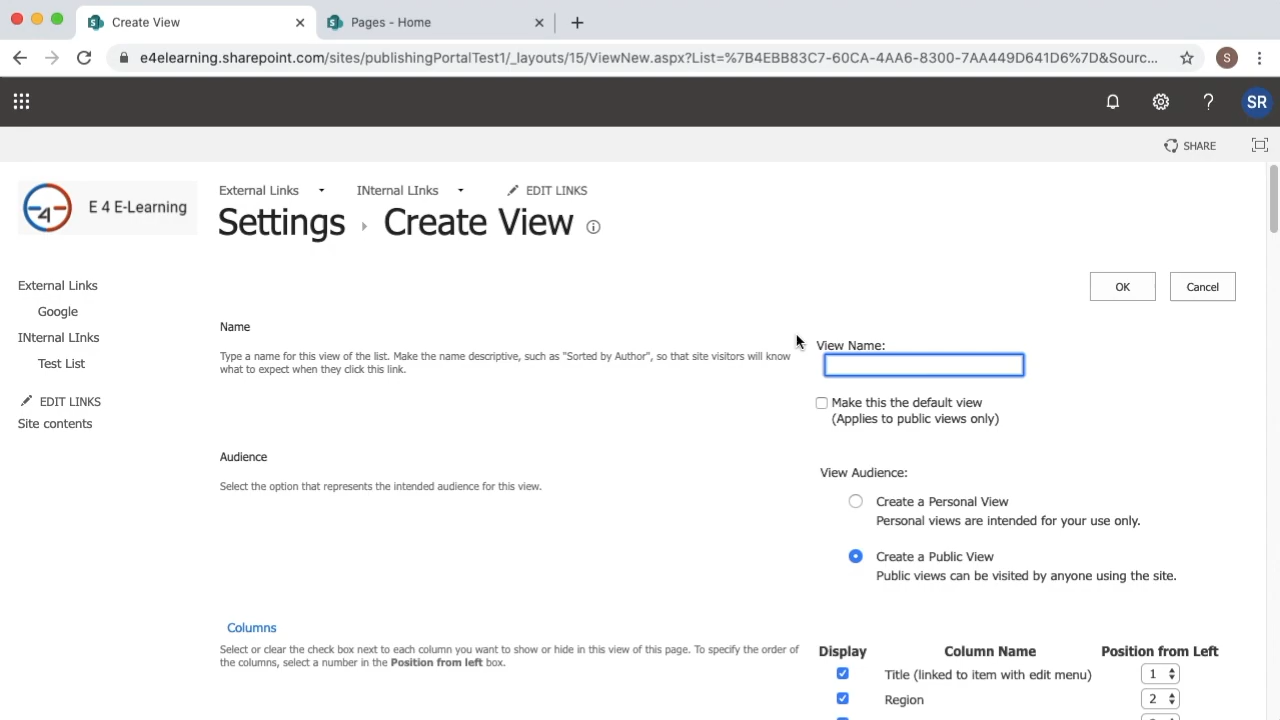 Create View
Pages - Home
e4elearning.sharepoint.com/sites/publishingPortalTest1/_layouts/15/ViewNew.aspx?List=%7B4EBB83C7-60CA-4AA6-8300-7AA449D641D6%7D&Sourc...
S
SR
SHARE
4
E 4 E-Learning
External Links
INternal LInks
EDIT LINKS
Settings
Create View
External Links
Google
INternal LInks
Test List
EDIT LINKS
Site contents
OK
Cancel
Name
Type a name for this view of the list. Make the name descriptive, such as "Sorted by Author", so that site visitors will know
what to expect when they click this link.
View Name:
Make this the default view
(Applies to public views only)
Audience
Select the option that represents the intended audience for this view.
View Audience:
Create a Personal View
Personal views are intended for your use only.
Create a Public View
Public views can be visited by anyone using the site.
Columns
Select or clear the check box next to each column you want to show or hide in this view of this page. To specify the order of
the columns, select a number in the Position from left box.
Display Column Name Position from Left
Title (linked to item with edit menu) 1
Region 2